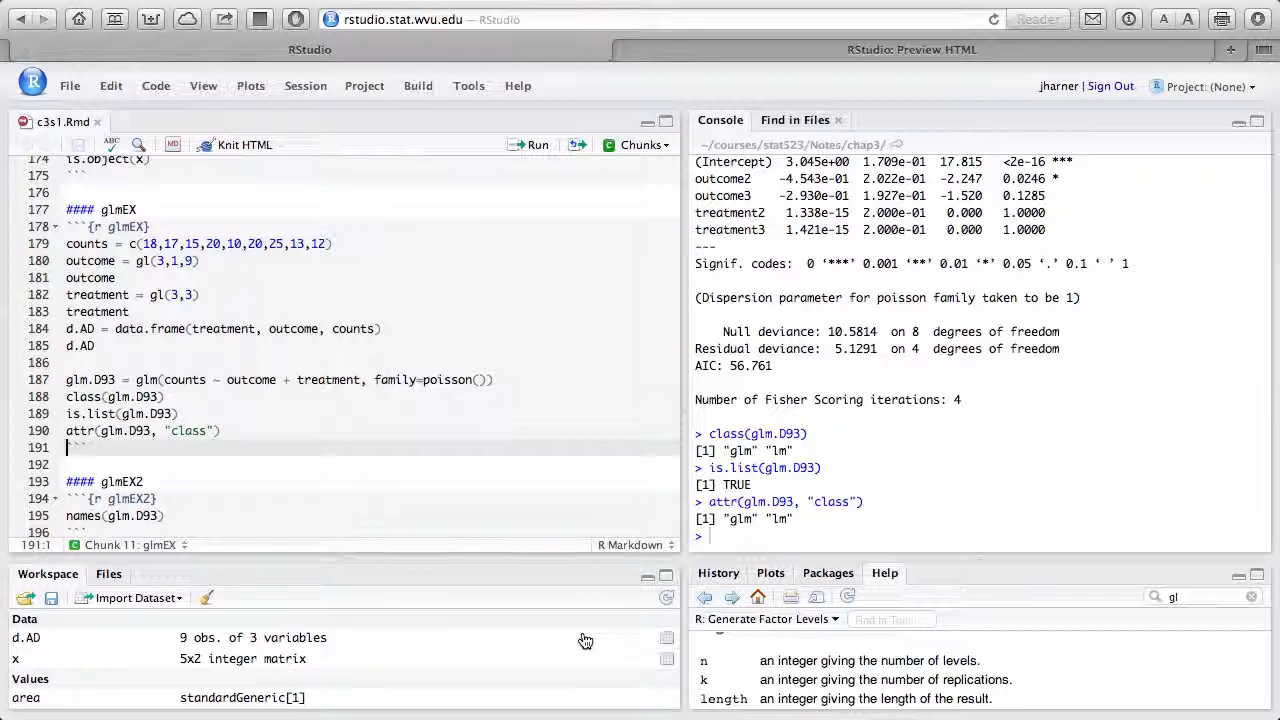 rstudio.stat.wvu.edu — RStudio
Reader
A A
RStudio
RStudio: Preview HTML
R File Edit Code View Plots Session Project Build Tools Help
jharner | Sign Out
Project: (None)
c3s1.Rmd
ABC MD Knit HTML Run Chunks
174 is.object(x)
175 ```
176
177 #### glmEX
178 ```{r glmEX}
179 counts = c(18,17,15,20,10,20,25,13,12)
180 outcome = gl(3,1,9)
181 outcome
182 treatment = gl(3,3)
183 treatment
184 d.AD = data.frame(treatment, outcome, counts)
185 d.AD
186
187 glm.D93 = glm(counts ~ outcome + treatment, family=poisson())
188 class(glm.D93)
189 is.list(glm.D93)
190 attr(glm.D93, "class")
191 ```
192
193 #### glmEX2
194 ```{r glmEX2}
195 names(glm.D93)
196 ```
191:1 C Chunk 11: glmEX R Markdown
Console Find in Files
~/courses/stat523/Notes/chap3/
(Intercept) 3.045e+00 1.709e-01 17.815 <2e-16 ***
outcome2 -4.543e-01 2.022e-01 -2.247 0.0246 *
outcome3 -2.930e-01 1.927e-01 -1.520 0.1285
treatment2 1.338e-15 2.000e-01 0.000 1.0000
treatment3 1.421e-15 2.000e-01 0.000 1.0000
---
Signif. codes: 0 ‘***’ 0.001 ‘**’ 0.01 ‘*’ 0.05 ‘.’ 0.1 ‘ ’ 1
(Dispersion parameter for poisson family taken to be 1)
Null deviance: 10.5814 on 8 degrees of freedom
Residual deviance: 5.1291 on 4 degrees of freedom
AIC: 56.761
Number of Fisher Scoring iterations: 4
> class(glm.D93)
[1] "glm" "lm"
> is.list(glm.D93)
[1] TRUE
> attr(glm.D93, "class")
[1] "glm" "lm"
>
Workspace Files
Import Dataset
Data
d.AD 9 obs. of 3 variables
x 5x2 integer matrix
Values
area standardGeneric[1]
History Plots Packages Help
gl
R: Generate Factor Levels Find in Topic
n an integer giving the number of levels.
k an integer giving the number of replications.
length an integer giving the length of the result.